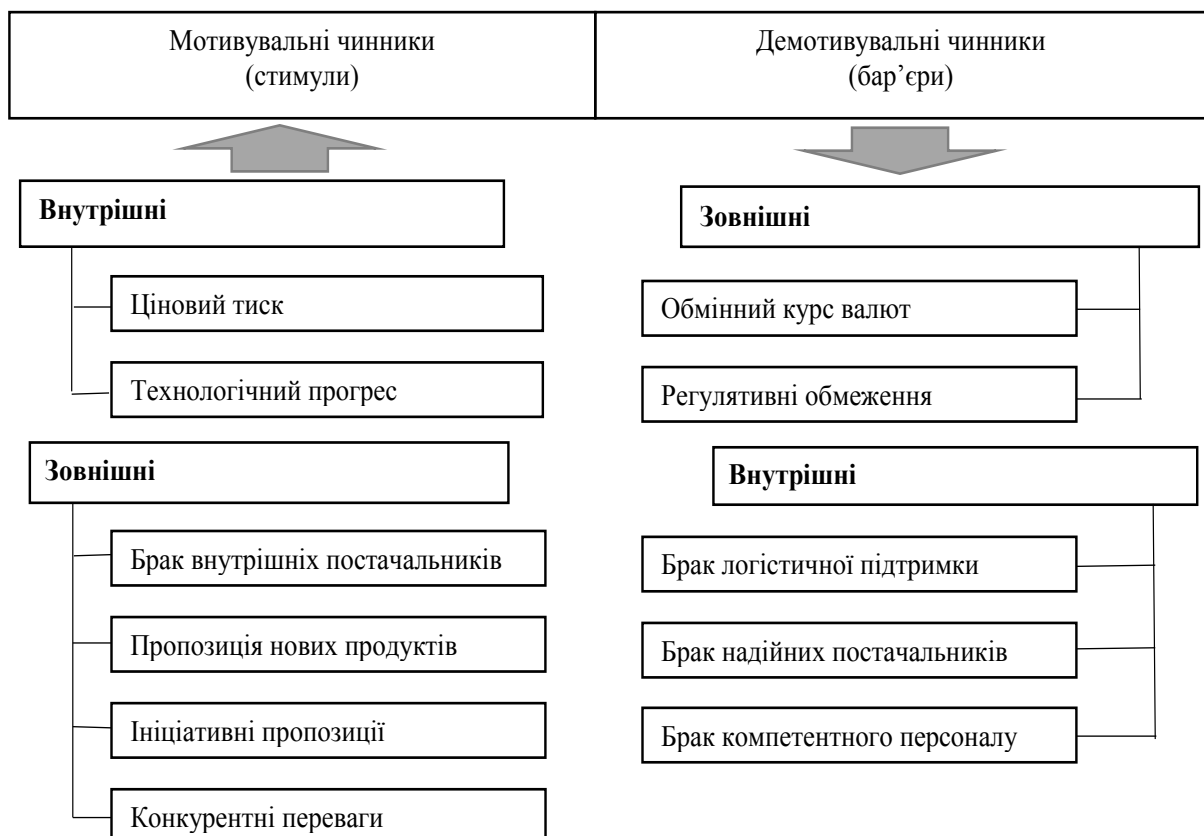 Мотивувальні чинники
(стимули)
Демотивувальні чинники
(бар’єри)
Внутрішні
Ціновий тиск
Технологічний прогрес
Зовнішні
Брак внутрішніх постачальників
Пропозиція нових продуктів
Ініціативні пропозиції
Конкурентні переваги
Зовнішні
Обмінний курс валют
Регулятивні обмеження
Внутрішні
Брак логістичної підтримки
Брак надійних постачальників
Брак компетентного персоналу